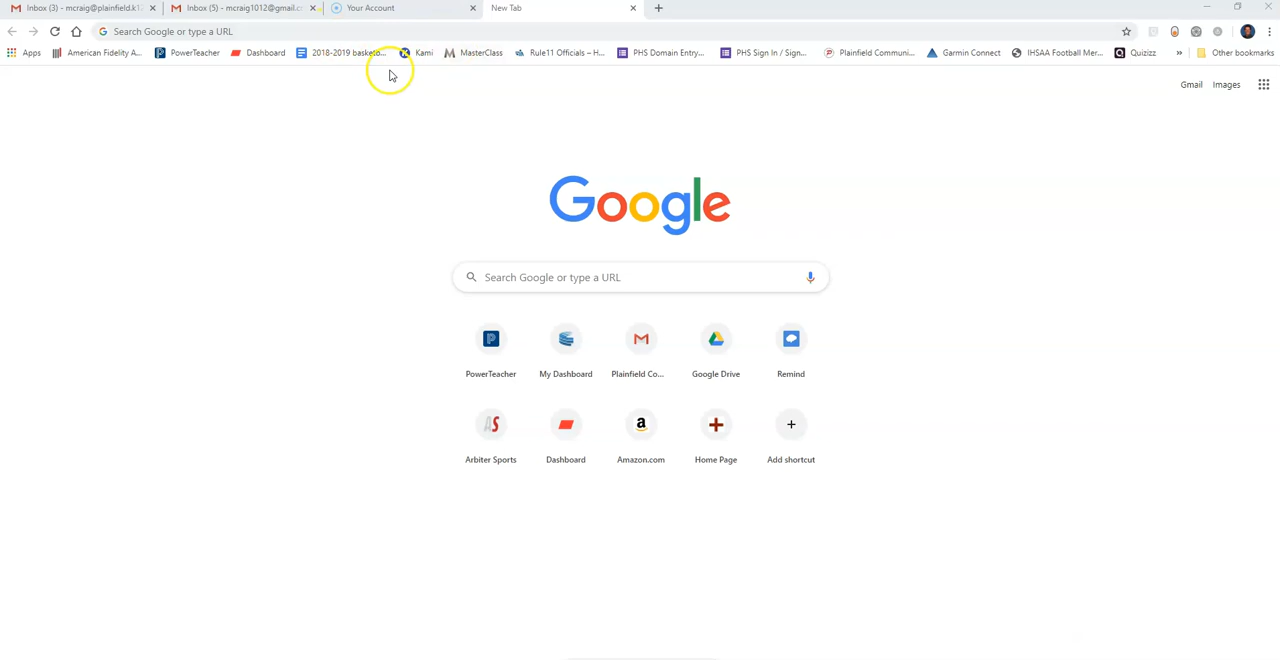 Inbox (3) - mcraig@plainfield.k12 Inbox (5) - mcraig1012@gmail.c Your Account New Tab
Search Google or type a URL
Apps American Fidelity A... PowerTeacher Dashboard 2018-2019 basketb... Kami MasterClass Rule11 Officials – H... PHS Domain Entry... PHS Sign In / Sign... Plainfield Communi... Garmin Connect IHSAA Football Mer... Quizizz » Other bookmarks
Gmail Images
Google
Search Google or type a URL
PowerTeacher My Dashboard Plainfield Co... Google Drive Remind
AS
a
Arbiter Sports Dashboard Amazon.com Home Page Add shortcut